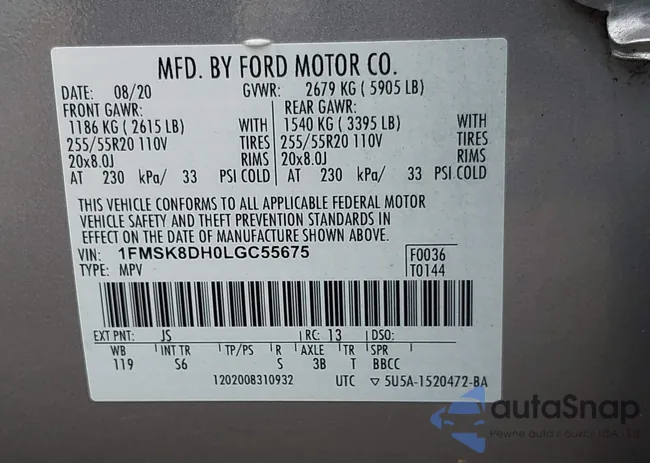 MFD. BY FORD MOTOR CO.
DATE: 08/20 GVWR: 2679 KG ( 5905 LB)
FRONT GAWR: REAR GAWR:
1186 KG ( 2615 LB) WITH 1540 KG ( 3395 LB) WITH
255/55R20 110V TIRES 255/55R20 110V TIRES
20x8.0J RIMS 20x8.0J RIMS
AT 230 kPa/ 33 PSI COLD AT 230 kPa/ 33 PSI COLD
THIS VEHICLE CONFORMS TO ALL APPLICABLE FEDERAL MOTOR
VEHICLE SAFETY AND THEFT PREVENTION STANDARDS IN
EFFECT ON THE DATE OF MANUFACTURE SHOWN ABOVE.
VIN: 1FMSK8DH0LGC55675 F0036
TYPE: MPV T0144
EXT PNT: JS RC: 13 DSO:
WB INT TR TP/PS R AXLE TR SPR
119 S6 S 3B T BBCC
1202008310932 UTC ▽ 5U5A-1520472-BA
autaSnap